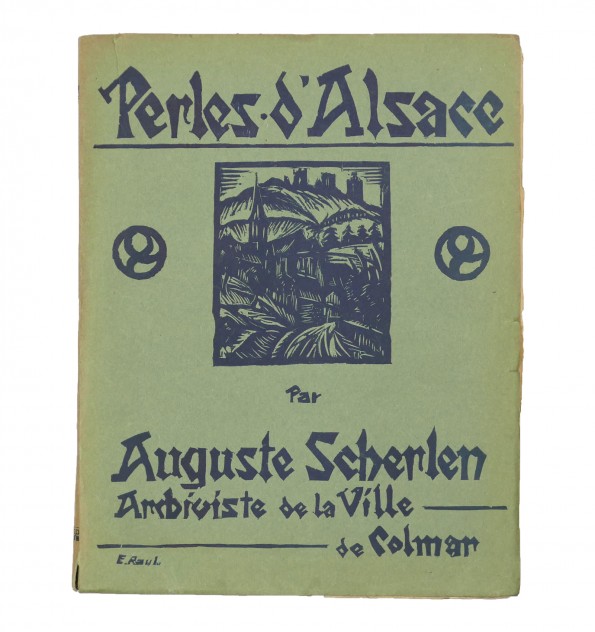 Perles·d'Alsace
Par
Auguste Scherlen
Archiviste de la Ville
de Colmar
E. Raul.